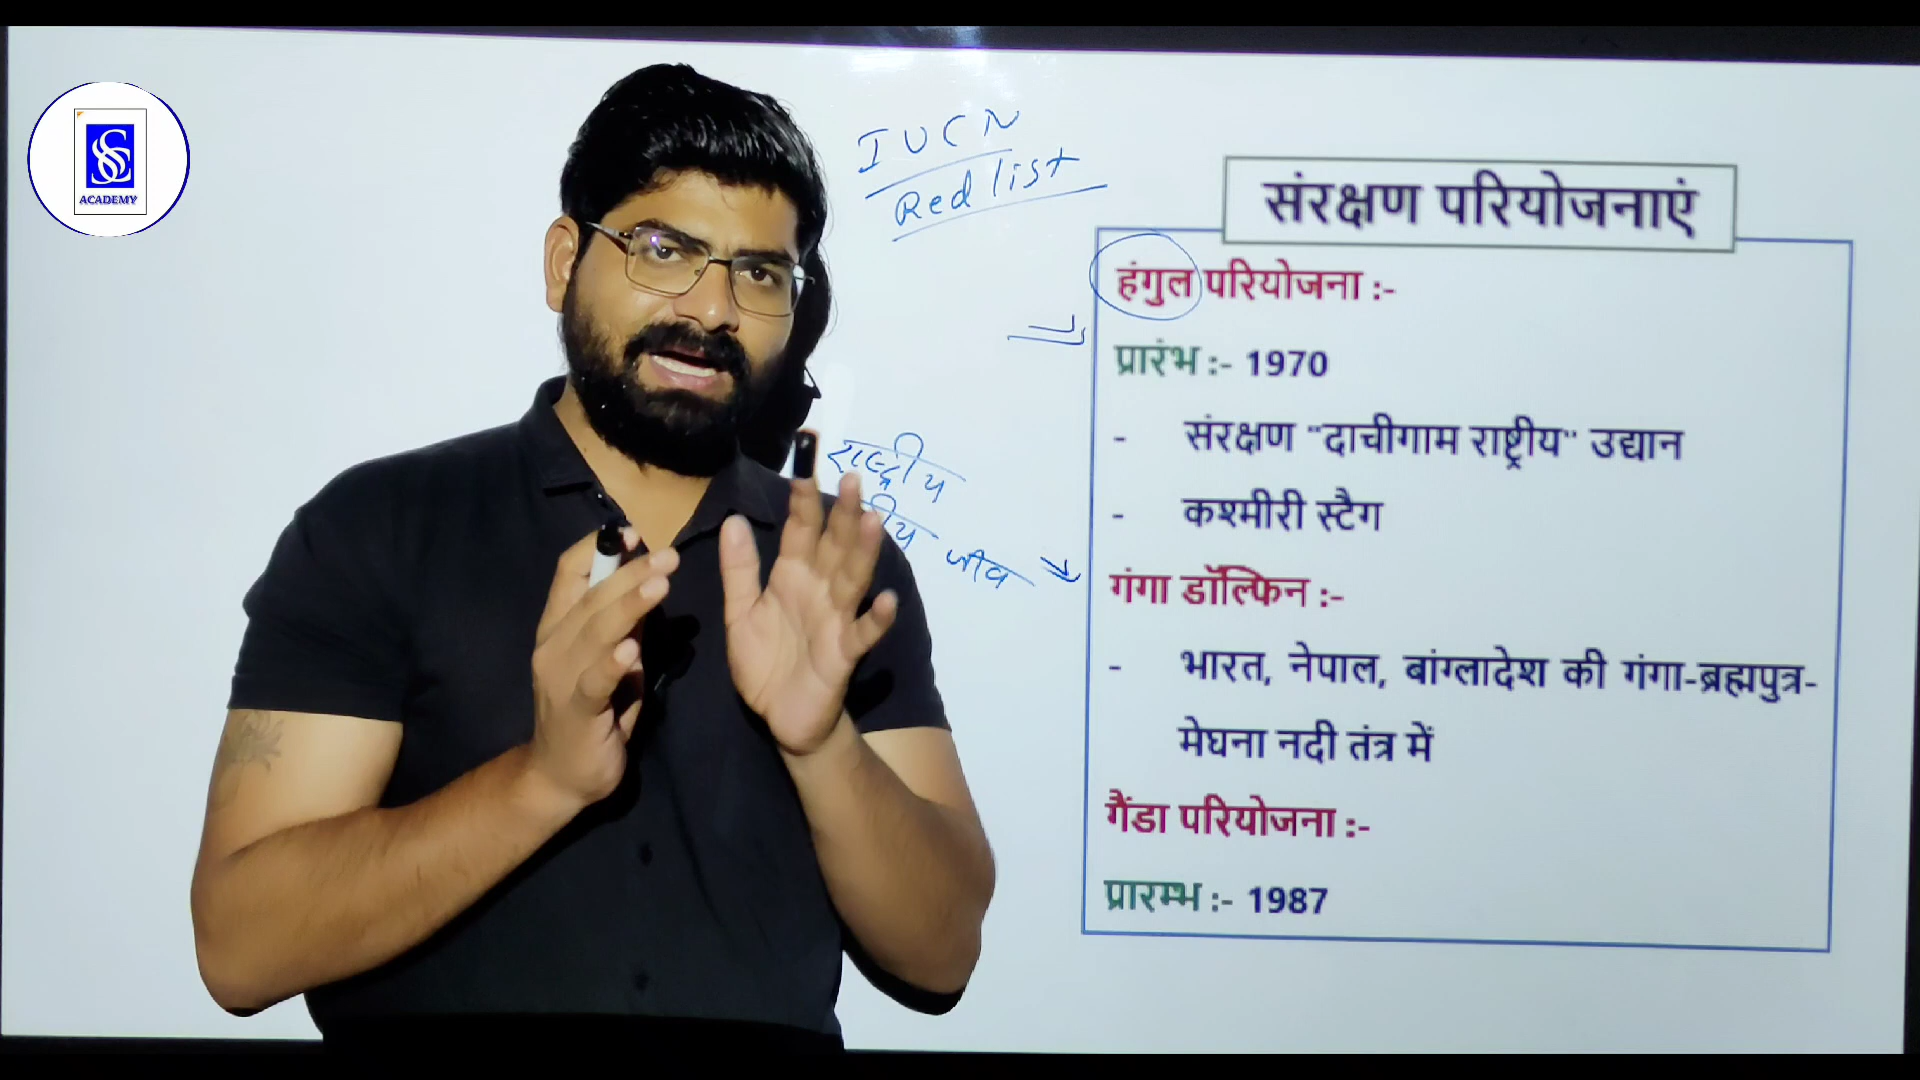 SSC
ACADEMY
IUCN
Red list
संरक्षण परियोजनाएं
हंगुल परियोजना :-
प्रारंभ :- 1970
- संरक्षण "दाचीगाम राष्ट्रीय" उद्यान
- कश्मीरी स्टैग
राष्ट्रीय
जीव
गंगा डॉल्फिन :-
- भारत, नेपाल, बांग्लादेश की गंगा-ब्रह्मपुत्र-
मेघना नदी तंत्र में
गैंडा परियोजना :-
प्रारम्भ :- 1987